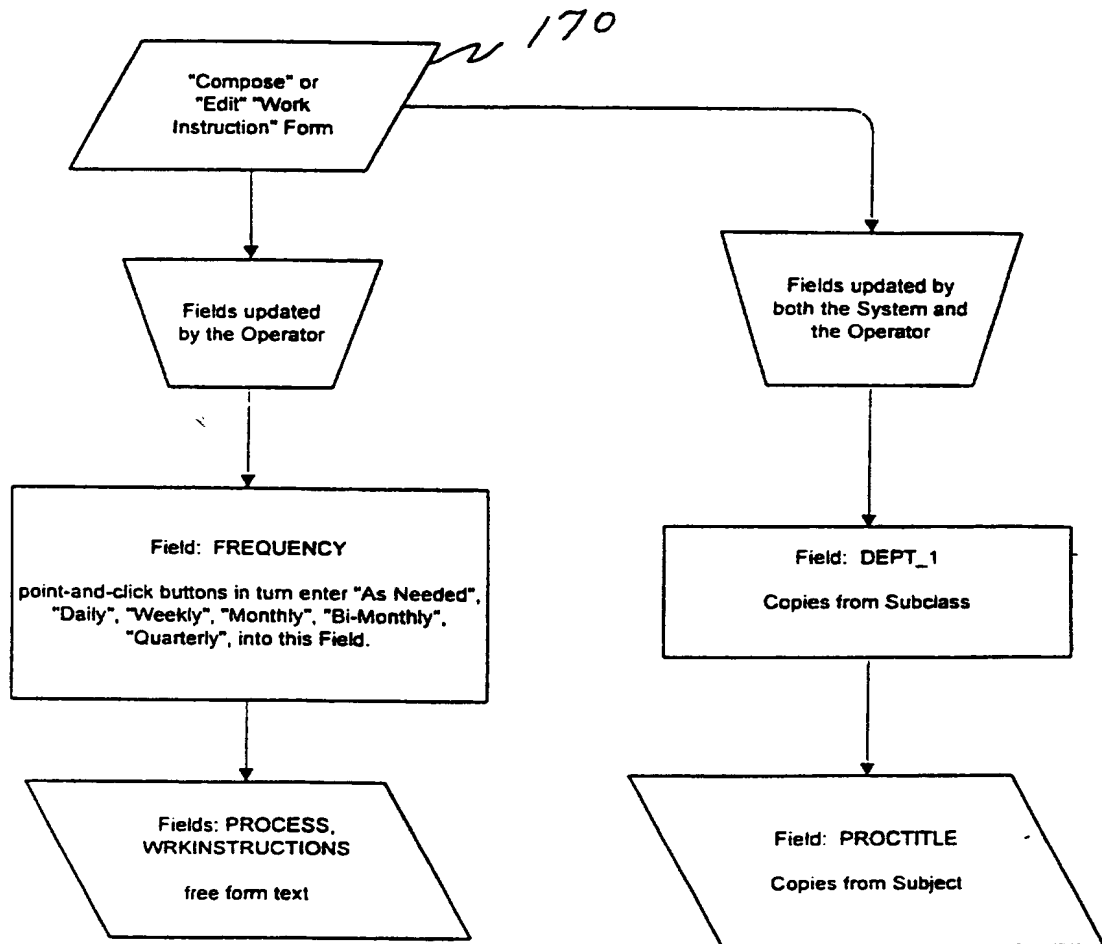 170
"Compose" or
"Edit" "Work
Instruction" Form
Fields updated
by the Operator
Fields updated by
both the System and
the Operator
Field: FREQUENCY
point-and-click buttons in turn enter "As Needed",
"Daily", "Weekly", "Monthly", "Bi-Monthly",
"Quarterly", into this Field.
Field: DEPT_1
Copies from Subclass
Fields: PROCESS,
WRKINSTRUCTIONS
free form text
Field: PROCTITLE
Copies from Subject